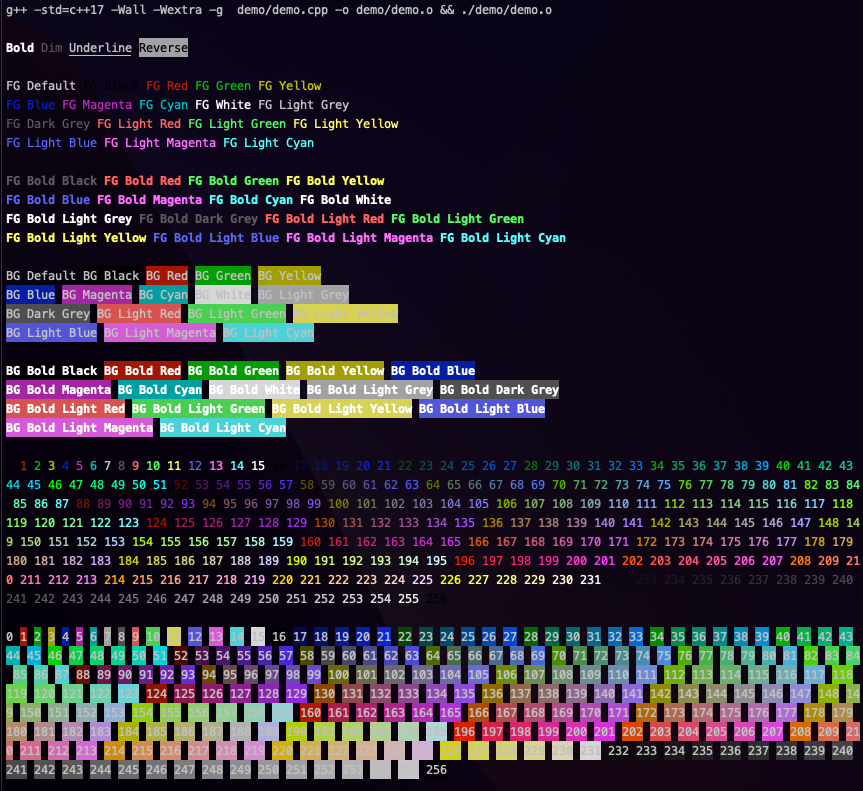 g++ -std=c++17 -Wall -Wextra -g  demo/demo.cpp -o demo/demo.o && ./demo/demo.o
Bold Dim Underline Reverse
FG Default FG Black FG Red FG Green FG Yellow
FG Blue FG Magenta FG Cyan FG White FG Light Grey
FG Dark Grey FG Light Red FG Light Green FG Light Yellow
FG Light Blue FG Light Magenta FG Light Cyan
FG Bold Black FG Bold Red FG Bold Green FG Bold Yellow
FG Bold Blue FG Bold Magenta FG Bold Cyan FG Bold White
FG Bold Light Grey FG Bold Dark Grey FG Bold Light Red FG Bold Light Green
FG Bold Light Yellow FG Bold Light Blue FG Bold Light Magenta FG Bold Light Cyan
BG Default BG Black BG Red BG Green BG Yellow
BG Blue BG Magenta BG Cyan BG White BG Light Grey
BG Dark Grey BG Light Red BG Light Green BG Light Yellow
BG Light Blue BG Light Magenta BG Light Cyan
BG Bold Black BG Bold Red BG Bold Green BG Bold Yellow BG Bold Blue
BG Bold Magenta BG Bold Cyan BG Bold White BG Bold Light Grey BG Bold Dark Grey
BG Bold Light Red BG Bold Light Green BG Bold Light Yellow BG Bold Light Blue
BG Bold Light Magenta BG Bold Light Cyan
1 2 3 4 5 6 7 8 9 10 11 12 13 14 15 16 17 18 19 20 21 22 23 24 25 26 27 28 29 30 31 32 33 34 35 36 37 38 39 40 41 42 43
44 45 46 47 48 49 50 51 52 53 54 55 56 57 58 59 60 61 62 63 64 65 66 67 68 69 70 71 72 73 74 75 76 77 78 79 80 81 82 83 84
85 86 87 88 89 90 91 92 93 94 95 96 97 98 99 100 101 102 103 104 105 106 107 108 109 110 111 112 113 114 115 116 117 118
119 120 121 122 123 124 125 126 127 128 129 130 131 132 133 134 135 136 137 138 139 140 141 142 143 144 145 146 147 148 14
9 150 151 152 153 154 155 156 157 158 159 160 161 162 163 164 165 166 167 168 169 170 171 172 173 174 175 176 177 178 179
180 181 182 183 184 185 186 187 188 189 190 191 192 193 194 195 196 197 198 199 200 201 202 203 204 205 206 207 208 209 21
0 211 212 213 214 215 216 217 218 219 220 221 222 223 224 225 226 227 228 229 230 231 233 234 235 236 237 238 239 240
241 242 243 244 245 246 247 248 249 250 251 252 253 254 255 256
0 1 2 3 4 5 6 7 8 9 10 11 12 13 14 15 16 17 18 19 20 21 22 23 24 25 26 27 28 29 30 31 32 33 34 35 36 37 38 39 40 41 42 43
44 45 46 47 48 49 50 51 52 53 54 55 56 57 58 59 60 61 62 63 64 65 66 67 68 69 70 71 72 73 74 75 76 77 78 79 80 81 82 83 84
85 86 87 88 89 90 91 92 93 94 95 96 97 98 99 100 101 102 103 104 105 106 107 108 109 110 111 112 113 114 115 116 117 118
119 120 121 122 123 124 125 126 127 128 129 130 131 132 133 134 135 136 137 138 139 140 141 142 143 144 145 146 147 148 14
9 150 151 152 153 154 155 156 157 158 159 160 161 162 163 164 165 166 167 168 169 170 171 172 173 174 175 176 177 178 179
180 181 182 183 184 185 186 187 188 189 190 191 192 193 194 195 196 197 198 199 200 201 202 203 204 205 206 207 208 209 21
0 211 212 213 214 215 216 217 218 219 220 221 222 223 224 226 227 228 229 230 231 232 233 234 235 236 237 238 239 240
241 242 243 244 245 246 247 248 249 250 251 252 253 255 256